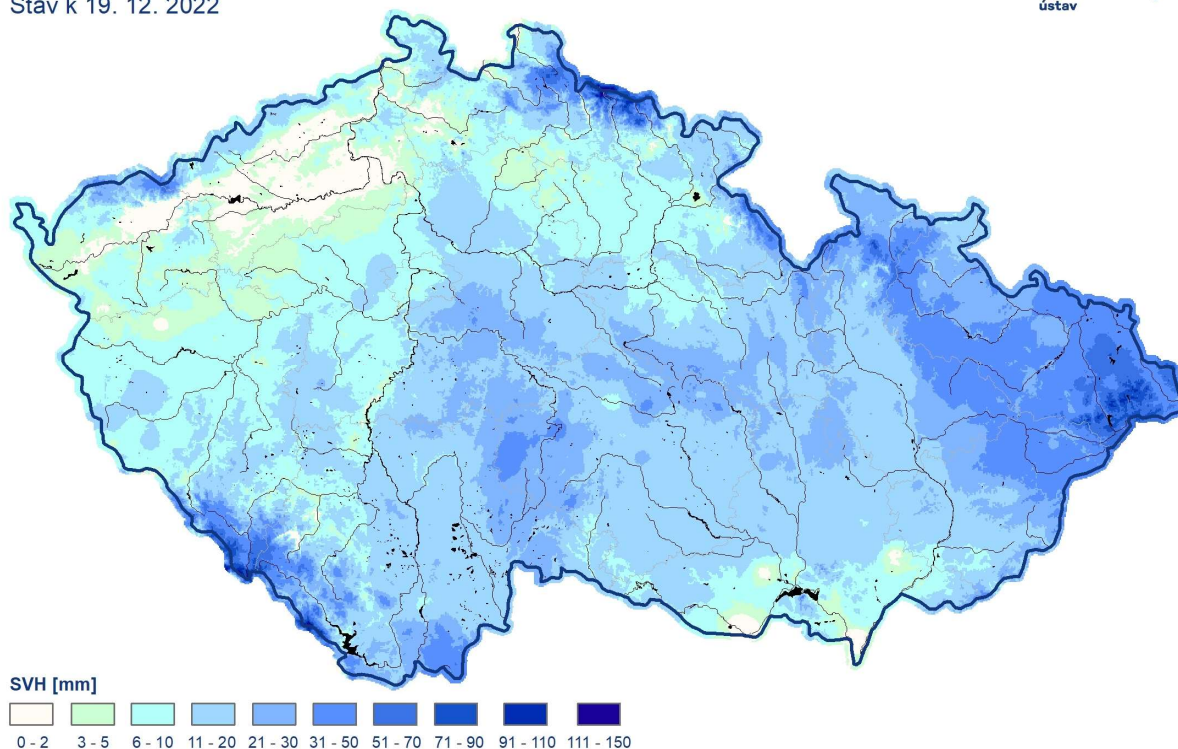 Stav k 19. 12. 2022
ústav
SVH [mm]
0 - 2 3 - 5 6 - 10 11 - 20 21 - 30 31 - 50 51 - 70 71 - 90 91 - 110 111 - 150